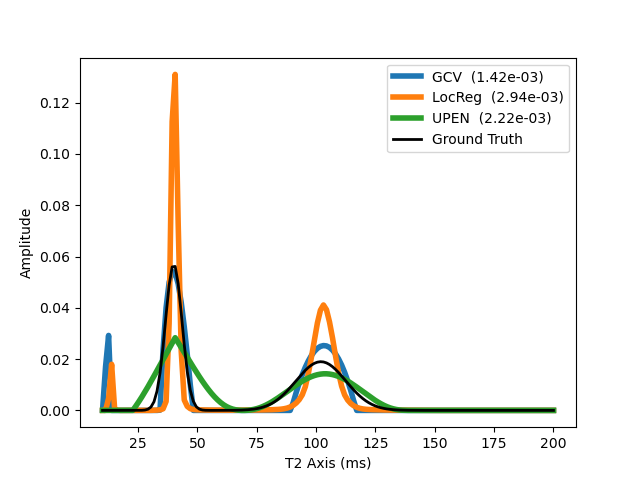 GCV (1.42e-03)
LocReg (2.94e-03)
UPEN (2.22e-03)
Ground Truth
0.12
0.10
0.08
0.06
0.04
0.02
0.00
Amplitude
25 50 75 100 125 150 175 200
T2 Axis (ms)